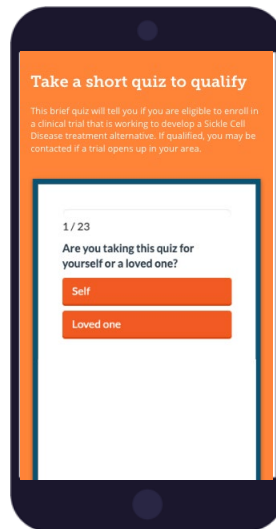 Take a short quiz to qualify
This brief quiz will tell you if you are eligible to enroll in
a clinical trial that is working to develop a Sickle Cell
Disease treatment alternative. If qualified, you may be
contacted if a trial opens up in your area.
1 / 23
Are you taking this quiz for
yourself or a loved one?
Self
Loved one